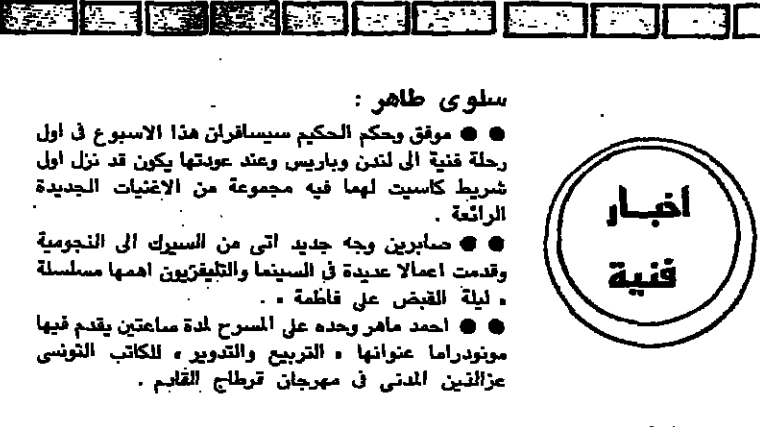 أخبار
فنية
سلوى طاهر :
●● موفق وحكم الحكيم سيسافران هذا الاسبوع فى اول
رحلة فنية الى لندن وباريس وعند عودتها يكون قد نزل اول
شريط كاسيت لهما فيه مجموعة من الاغنيات الجديدة
الرائعة .
●● صابرين وجه جديد اتى من السيرك الى النجومية
وقدمت اعمالا عديدة فى السينما والتليفزيون اهمها مسلسلة
« ليلة القبض على فاطمة » .
●● احمد ماهر وحده على المسرح لمدة ساعتين يقدم فيها
مونودراما عنوانها « التربيع والتدوير » للكاتب التونسى
عزالدين المدنى فى مهرجان قرطاج القادم .